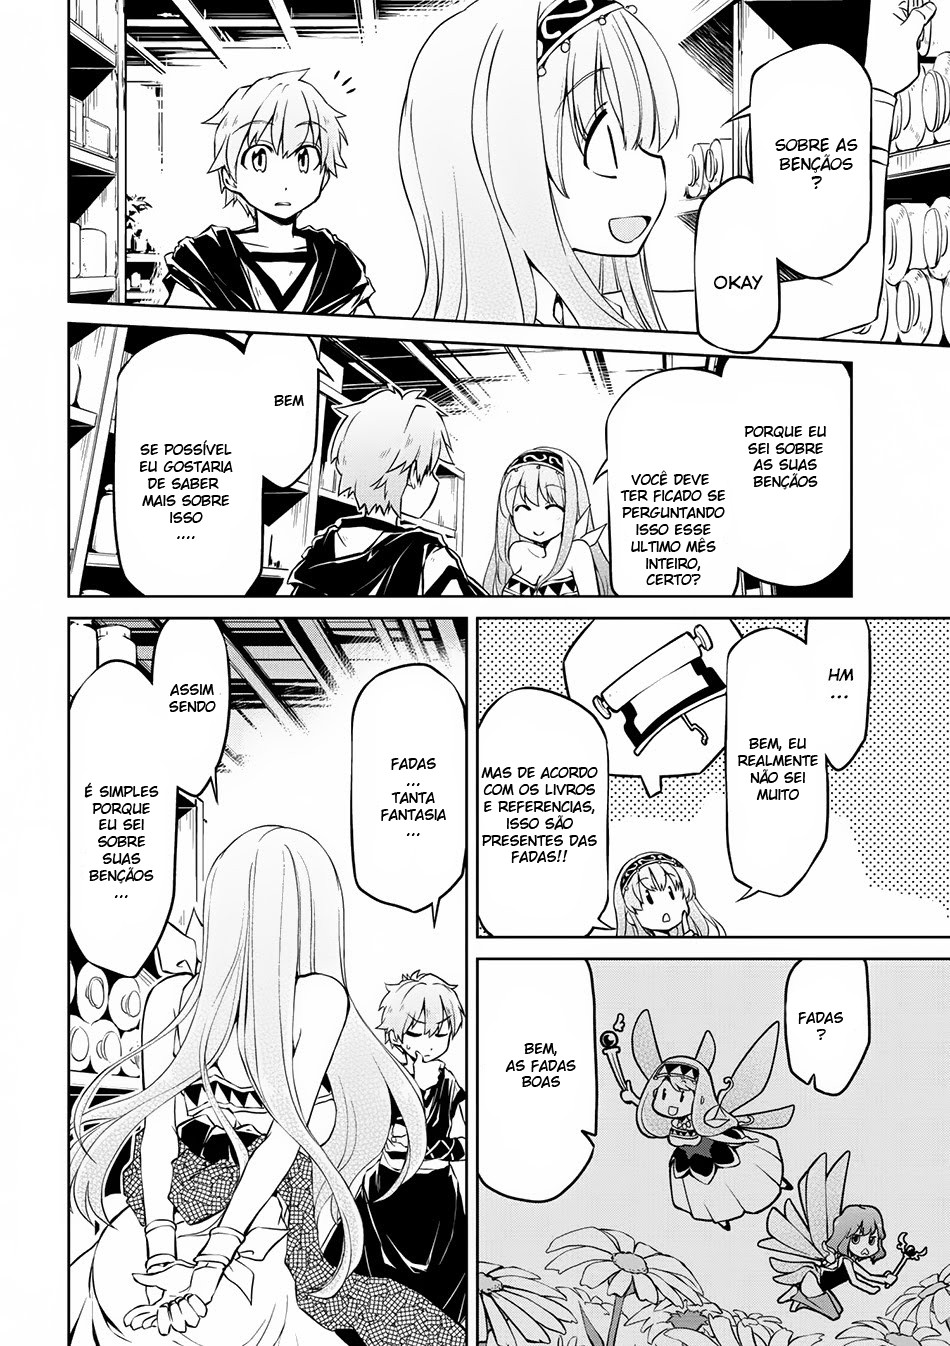 SOBRE AS
BENÇÃOS
?
OKAY
PORQUE EU
SEI SOBRE
AS SUAS
BENÇÃOS
VOCÊ DEVE
TER FICADO SE
PERGUNTANDO
ISSO ESSE
ULTIMO MÊS
INTEIRO,
CERTO?
BEM
SE POSSÍVEL
EU GOSTARIA
DE SABER
MAIS SOBRE
ISSO
....
HM
...
BEM, EU
REALMENTE
NÃO SEI
MUITO
MAS DE ACORDO
COM OS LIVROS
E REFERENCIAS,
ISSO SÃO
PRESENTES DAS
FADAS!!
FADAS
?
BEM,
AS FADAS
BOAS
FADAS
...
TANTA
FANTASIA
...
ASSIM
SENDO
É SIMPLES
PORQUE
EU SEI
SOBRE
SUAS
BENÇÃOS
...